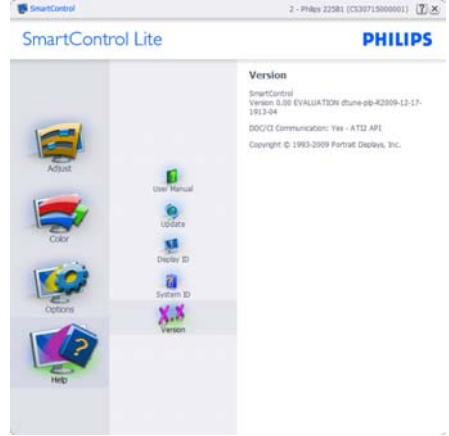 SmartControl
2 - Philips 225B1 (CS30715000001)
SmartControl Lite
PHILIPS
Version
SmartControl
Version 0.00 EVALUATION dtune-plp-R2009-12-17-
1913-04
DDC/CI Communication: Yes - ATI2 API
Copyright © 1993-2009 Portrait Displays, Inc.
Adjust
Color
Options
Help
User Manual
Update
Display ID
System ID
X.X
Version